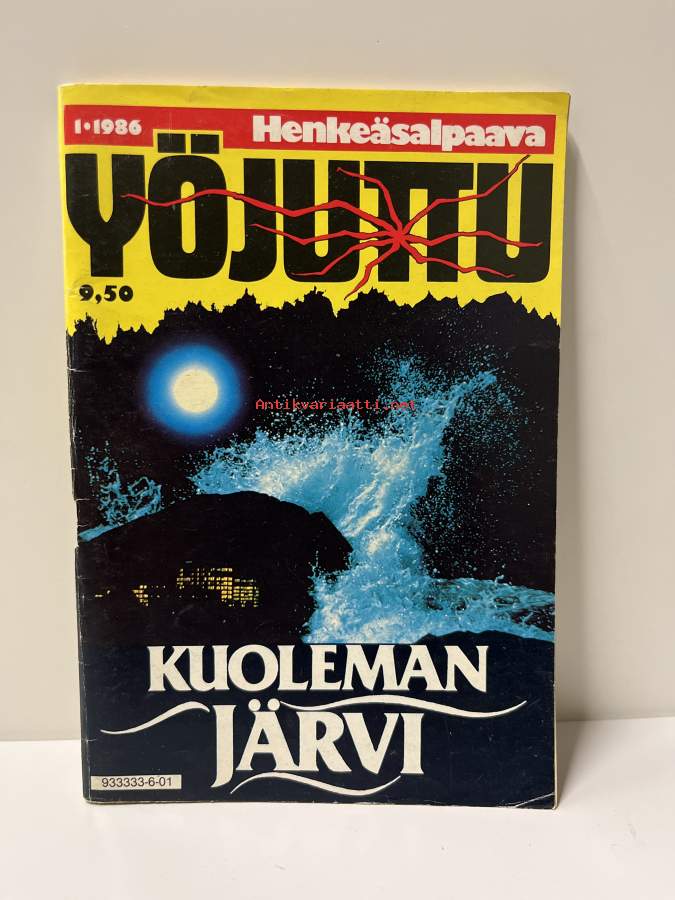 1•1986 Henkeäsalpaava
YÖJUTTU
9,50
Antikvariaatti.net
KUOLEMAN
JÄRVI
933333-6-01